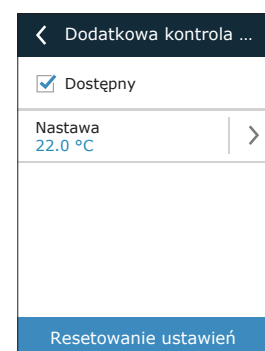 Dodatkowa kontrola ...
Dostępny
Nastawa
22.0 °C
Resetowanie ustawień